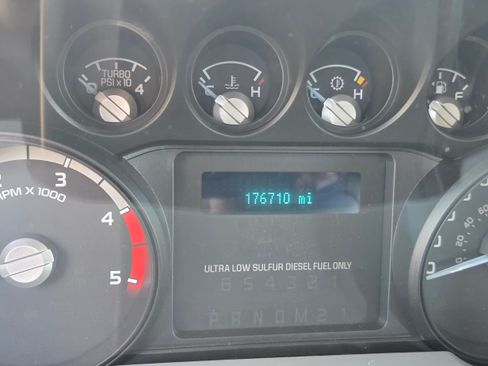 TURBO
PSI x 10
0 4
C H
C H
F
2 3 4 5
RPM X 1000
176710 mi
ULTRA LOW SULFUR DIESEL FUEL ONLY
6 5 4 3 2 1
P R N D M 2 1